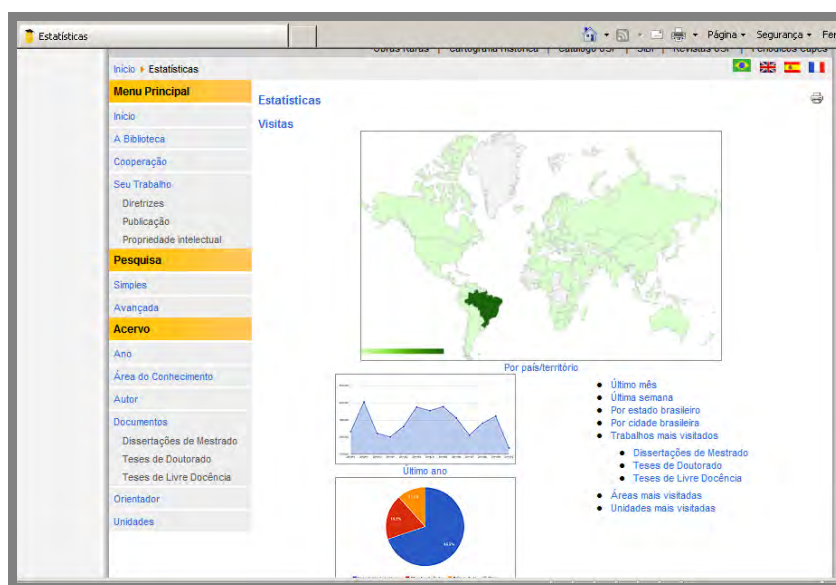 Estatísticas
Página
Segurança
Fer
Obras Raras | Cartografia Histórica | Catálogo USP | SIBI | Revistas USP | Periódicos Capes
Início Estatísticas
Menu Principal
Início
A Biblioteca
Cooperação
Seu Trabalho
Diretrizes
Publicação
Propriedade intelectual
Pesquisa
Simples
Avançada
Acervo
Ano
Área do Conhecimento
Autor
Documentos
Dissertações de Mestrado
Teses de Doutorado
Teses de Livre Docência
Orientador
Unidades
Estatísticas
Visitas
Por país/território
Último ano
Último mês
Última semana
Por estado brasileiro
Por cidade brasileira
Trabalhos mais visitados
Dissertações de Mestrado
Teses de Doutorado
Teses de Livre Docência
Áreas mais visitadas
Unidades mais visitadas